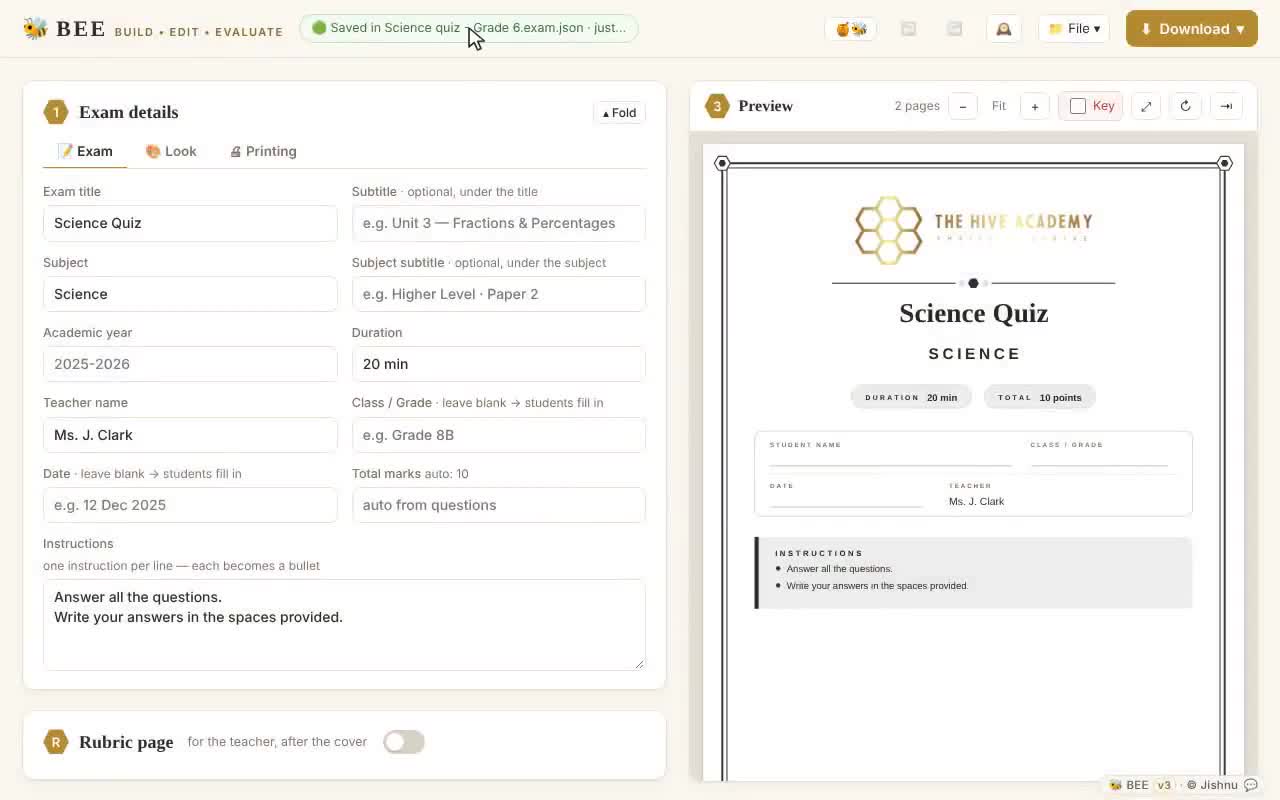 BEE BUILD • EDIT • EVALUATE
Saved in Science quiz - Grade 6.exam.json · just...
File ▾
Download ▾
1 Exam details
▴ Fold
Exam
Look
Printing
Exam title
Science Quiz
Subtitle · optional, under the title
e.g. Unit 3 — Fractions & Percentages
Subject
Science
Subject subtitle · optional, under the subject
e.g. Higher Level · Paper 2
Academic year
2025-2026
Duration
20 min
Teacher name
Ms. J. Clark
Class / Grade · leave blank → students fill in
e.g. Grade 8B
Date · leave blank → students fill in
e.g. 12 Dec 2025
Total marks auto: 10
auto from questions
Instructions
one instruction per line — each becomes a bullet
Answer all the questions.
Write your answers in the spaces provided.
R Rubric page for the teacher, after the cover
3 Preview
2 pages − Fit + Key
THE HIVE ACADEMY
Science Quiz
SCIENCE
DURATION 20 min
TOTAL 10 points
STUDENT NAME
CLASS / GRADE
DATE
TEACHER
Ms. J. Clark
INSTRUCTIONS
• Answer all the questions.
• Write your answers in the spaces provided.
BEE v3 · © Jishnu